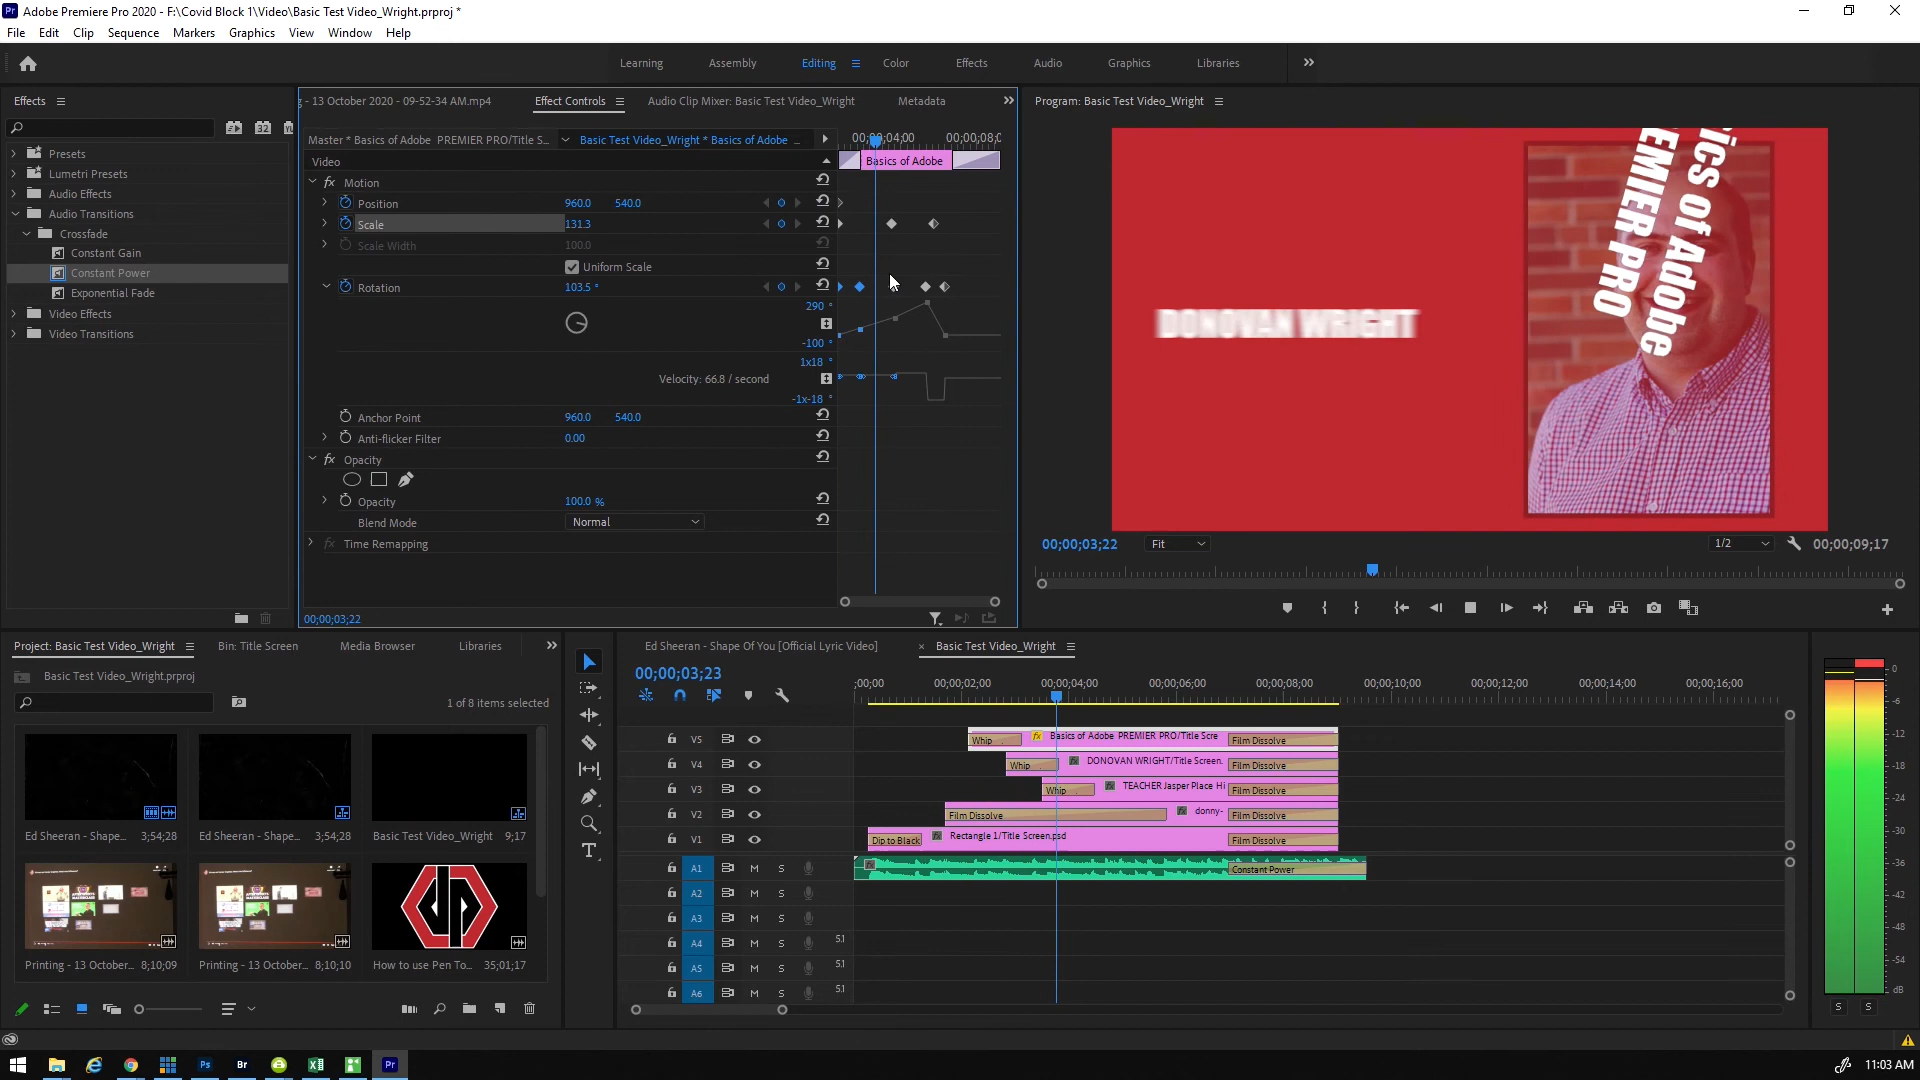 Adobe Premiere Pro 2020 - F:\Covid Block 1\Video\Basic Test Video_Wright.prproj *
File Edit Clip Sequence Markers Graphics View Window Help
Learning Assembly Editing Color Effects Audio Graphics Libraries
Effects
Presets
Lumetri Presets
Audio Effects
Audio Transitions
Crossfade
Constant Gain
Constant Power
Exponential Fade
Video Effects
Video Transitions
- 13 October 2020 - 09-52-34 AM.mp4 Effect Controls Audio Clip Mixer: Basic Test Video_Wright Metadata
Master * Basics of Adobe PREMIER PRO/Title S... Basic Test Video_Wright * Basics of Adobe ...
00;00;04;00 00;00;08;0
Video
Basics of Adobe
fx Motion
Position 960.0 540.0
Scale 131.3
Scale Width 100.0
Uniform Scale
Rotation 103.5 °
290 °
-100 °
1x18 °
Velocity: 66.8 / second
-1x-18 °
Anchor Point 960.0 540.0
Anti-flicker Filter 0.00
fx Opacity
Opacity 100.0 %
Blend Mode Normal
fx Time Remapping
00;00;03;22
Program: Basic Test Video_Wright
DONOVAN WRIGHT
ics of Adobe
EMIER PRO
00;00;03;22 Fit 1/2 00;00;09;17
Project: Basic Test Video_Wright Bin: Title Screen Media Browser Libraries
Basic Test Video_Wright.prproj
1 of 8 items selected
Ed Sheeran - Shape... 3;54;28
Ed Sheeran - Shape... 3;54;28
Basic Test Video_Wright 9;17
Printing - 13 October... 8;10;09
Printing - 13 October... 8;10;10
How to use Pen To... 35;01;17
Ed Sheeran - Shape Of You [Official Lyric Video] × Basic Test Video_Wright
00;00;03;23
;00;00 00;00;02;00 00;00;04;00 00;00;06;00 00;00;08;00 00;00;10;00 00;00;12;00 00;00;14;00 00;00;16;00
V5 Whip fx Basics of Adobe PREMIER PRO/Title Scre Film Dissolve
V4 Whip DONOVAN WRIGHT/Title Screen. Film Dissolve
V3 Whip TEACHER Jasper Place Hi Film Dissolve
V2 Film Dissolve donny- Film Dissolve
V1 Dip to Black Rectangle 1/Title Screen.psd Film Dissolve
A1 M S Constant Power
A2 M S
A3 M S
A4 M S 5.1
A5 M S 5.1
A6 M S 5.1
0
-6
-12
-18
-24
-30
-36
-42
-48
-54
dB
S S
11:03 AM